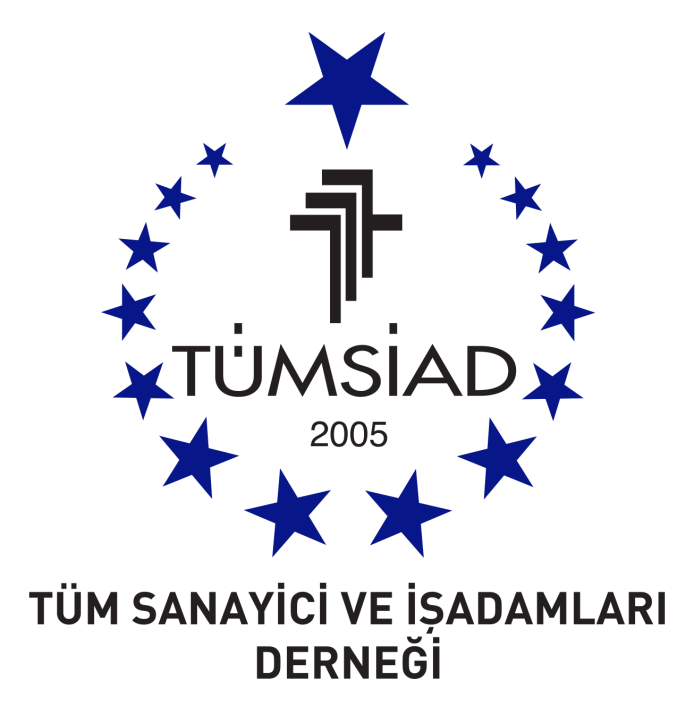 TÜMSİAD
2005
TÜM SANAYİCİ VE İŞADAMLARI
DERNEĞİ